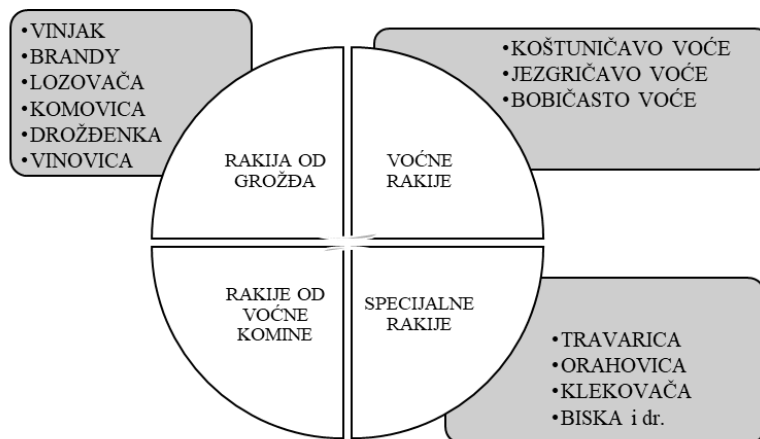 •VINJAK
•BRANDY
•LOZOVAČA
•KOMOVICA
•DROŽĐENKA
•VINOVICA
•KOŠTUNIČAVO VOĆE
•JEZGRIČAVO VOĆE
•BOBIČASTO VOĆE
RAKIJA OD
GROŽĐA
VOĆNE
RAKIJE
RAKIJE OD
VOĆNE
KOMINE
SPECIJALNE
RAKIJE
•TRAVARICA
•ORAHOVICA
•KLEKOVAČA
•BISKA i dr.